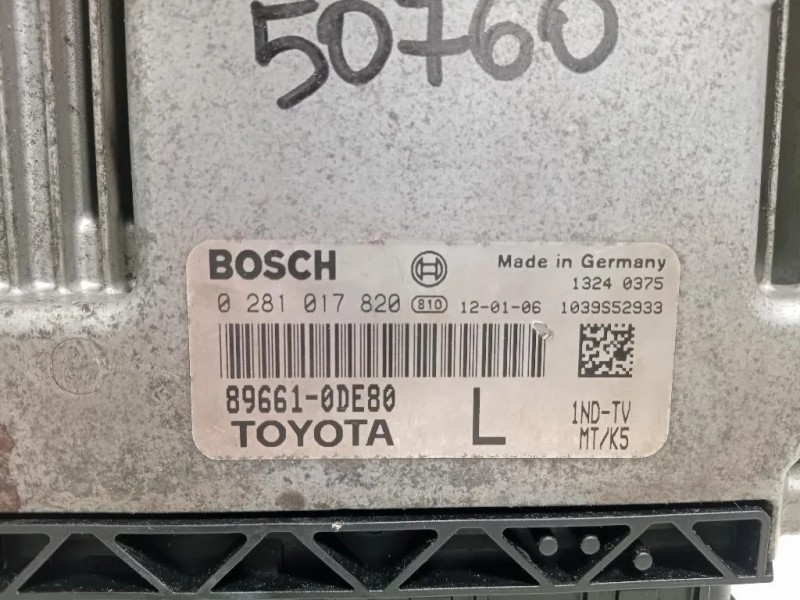 50760
BOSCH Made in Germany
1324 0375
0 281 017 820 810 12-01-06 1039S52933
89661-0DE80
TOYOTA L
1ND-TV
MT/K5